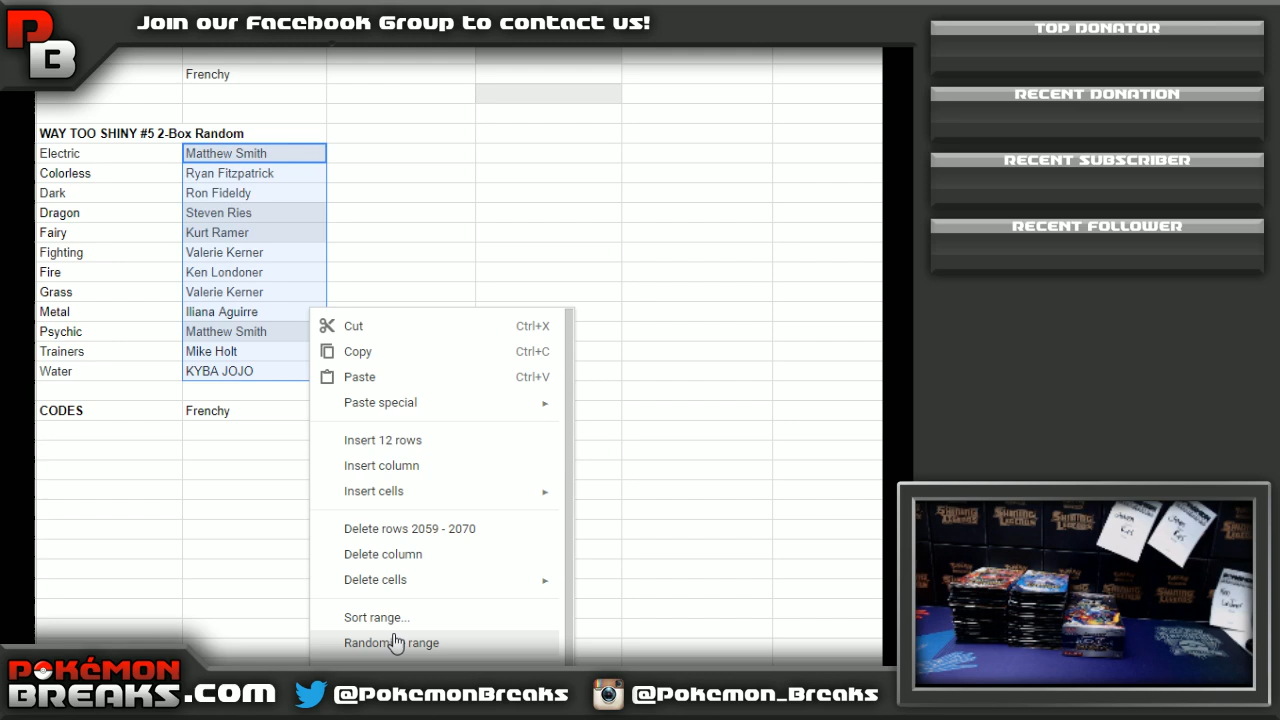 Join our Facebook Group to contact us!
PB
TOP DONATOR
RECENT DONATION
RECENT SUBSCRIBER
RECENT FOLLOWER
Frenchy
WAY TOO SHINY #5 2-Box Random
Electric Matthew Smith
Colorless Ryan Fitzpatrick
Dark Ron Fideldy
Dragon Steven Ries
Fairy Kurt Ramer
Fighting Valerie Kerner
Fire Ken Londoner
Grass Valerie Kerner
Metal Iliana Aguirre
Psychic Matthew Smith
Trainers Mike Holt
Water KYBA JOJO
CODES Frenchy
Cut Ctrl+X
Copy Ctrl+C
Paste Ctrl+V
Paste special
Insert 12 rows
Insert column
Insert cells
Delete rows 2059 - 2070
Delete column
Delete cells
Sort range...
Randomize range
SHINING LEGENDS
POKéMON
BREAKS.com
@PokemonBreaks
@Pokemon_Breaks